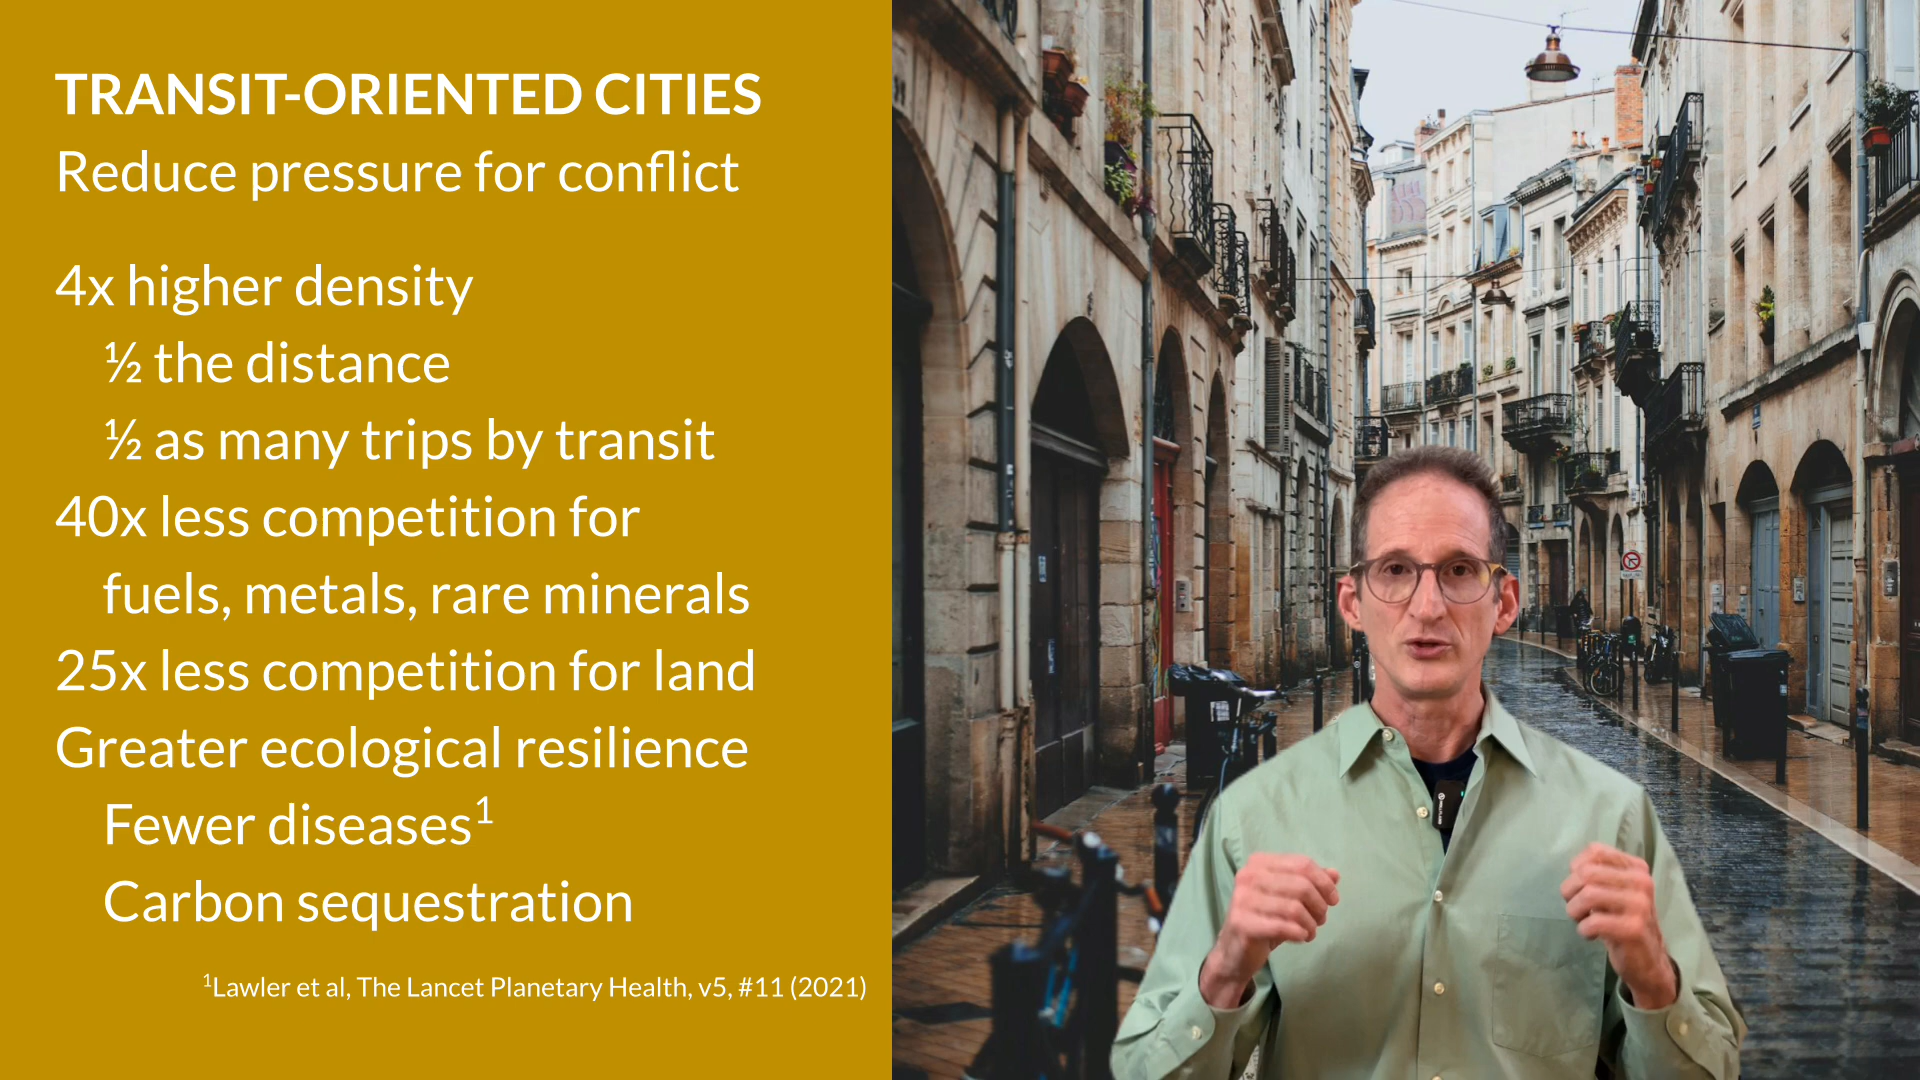 TRANSIT-ORIENTED CITIES
Reduce pressure for conflict
4x higher density
½ the distance
½ as many trips by transit
40x less competition for
fuels, metals, rare minerals
25x less competition for land
Greater ecological resilience
Fewer diseases¹
Carbon sequestration
¹Lawler et al, The Lancet Planetary Health, v5, #11 (2021)